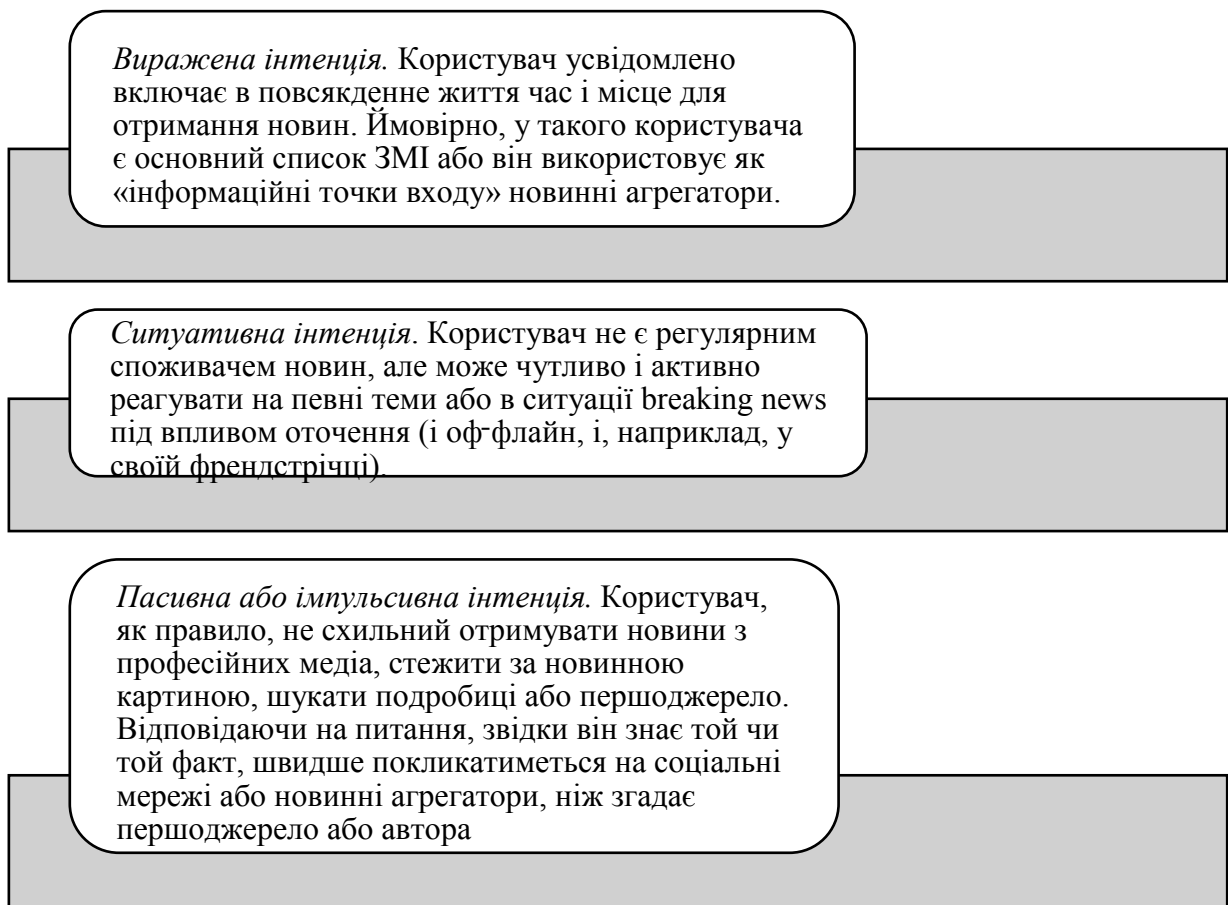 Виражена інтенція. Користувач усвідомлено
включає в повсякденне життя час і місце для
отримання новин. Ймовірно, у такого користувача
є основний список ЗМІ або він використовує як
«інформаційні точки входу» новинні агрегатори.
Ситуативна інтенція. Користувач не є регулярним
споживачем новин, але може чутливо і активно
реагувати на певні теми або в ситуації breaking news
під впливом оточення (і оф-флайн, і, наприклад, у
своїй френдстрічці).
Пасивна або імпульсивна інтенція. Користувач,
як правило, не схильний отримувати новини з
професійних медіа, стежити за новинною
картиною, шукати подробиці або першоджерело.
Відповідаючи на питання, звідки він знає той чи
той факт, швидше покликатиметься на соціальні
мережі або новинні агрегатори, ніж згадає
першоджерело або автора